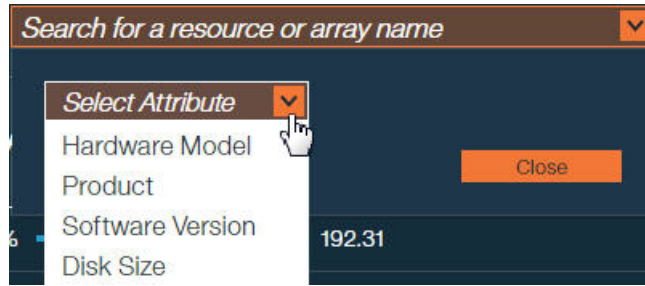 Search for a resource or array name
Select Attribute
Hardware Model
Close
Product
Software Version
% 192.31
Disk Size